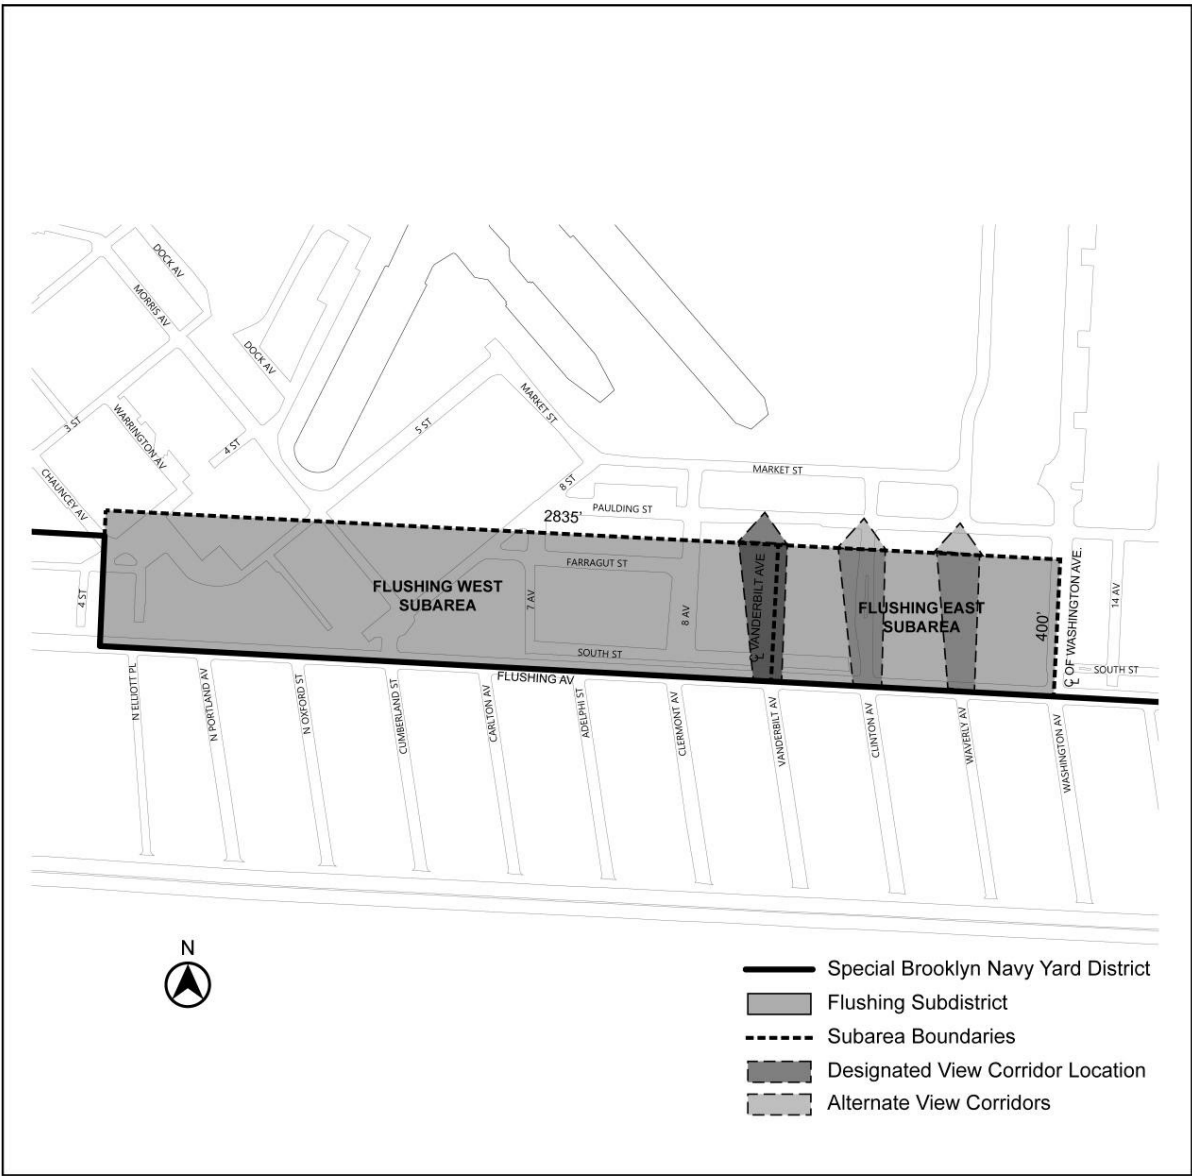 DOCK AV
MORRIS AV
DOCK AV
MARKET ST
5 ST
3 ST
WARRINGTON AV
4 ST
CHAUNCEY AV
8 ST
MARKET ST
PAULDING ST
2835'
FARRAGUT ST
FLUSHING WEST
SUBAREA
4 ST
7 AV
8 AV
℄ VANDERBILT AVE
FLUSHING EAST
SUBAREA
400'
℄ OF WASHINGTON AVE.
14 AV
SOUTH ST
SOUTH ST
FLUSHING AV
N ELLIOTT PL
N PORTLAND AV
N OXFORD ST
CUMBERLAND ST
CARLTON AV
ADELPHI ST
CLERMONT AV
VANDERBILT AV
CLINTON AV
WAVERLY AV
WASHINGTON AV
N
Special Brooklyn Navy Yard District
Flushing Subdistrict
Subarea Boundaries
Designated View Corridor Location
Alternate View Corridors